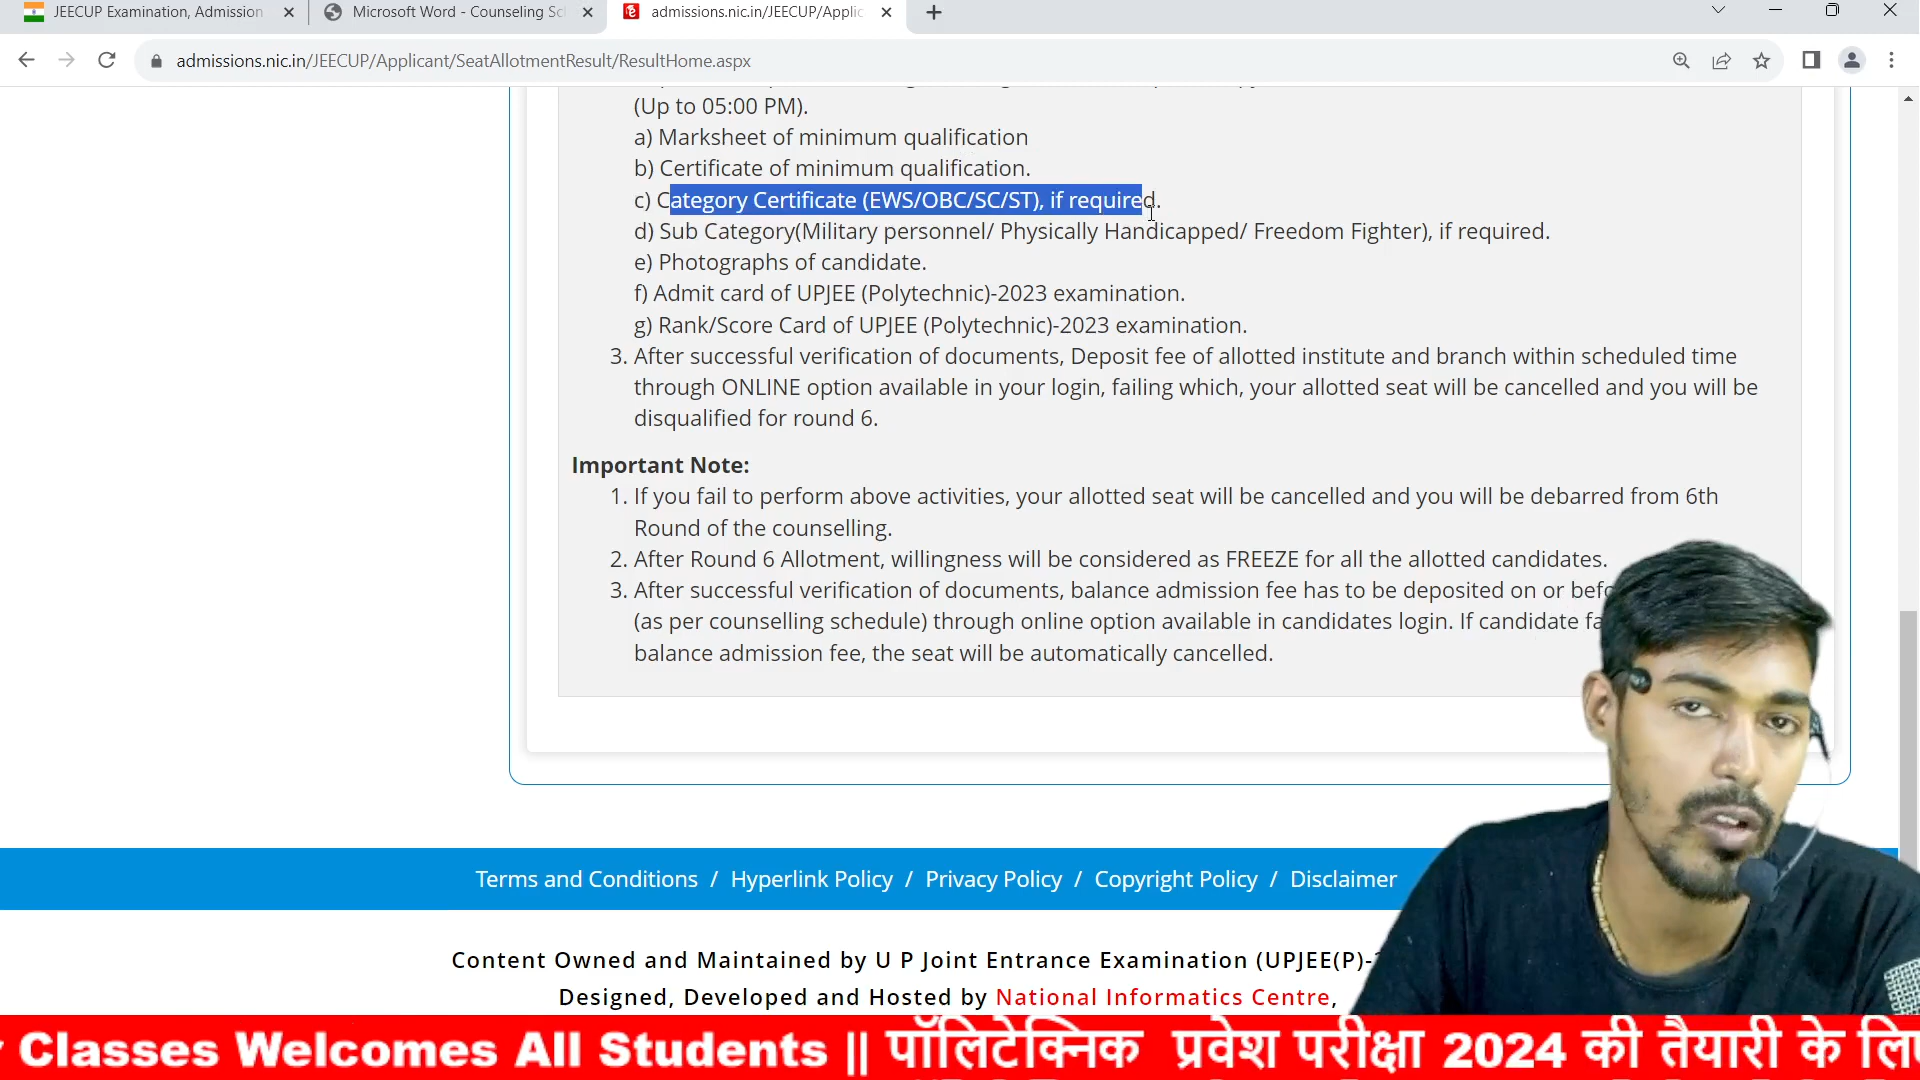 JEECUP Examination, Admission
Microsoft Word - Counseling Sc
admissions.nic.in/JEECUP/Applic
admissions.nic.in/JEECUP/Applicant/SeatAllotmentResult/ResultHome.aspx
(Up to 05:00 PM).
a) Marksheet of minimum qualification
b) Certificate of minimum qualification.
c) Category Certificate (EWS/OBC/SC/ST), if required.
d) Sub Category(Military personnel/ Physically Handicapped/ Freedom Fighter), if required.
e) Photographs of candidate.
f) Admit card of UPJEE (Polytechnic)-2023 examination.
g) Rank/Score Card of UPJEE (Polytechnic)-2023 examination.
3. After successful verification of documents, Deposit fee of allotted institute and branch within scheduled time
through ONLINE option available in your login, failing which, your allotted seat will be cancelled and you will be
disqualified for round 6.
Important Note:
1. If you fail to perform above activities, your allotted seat will be cancelled and you will be debarred from 6th
Round of the counselling.
2. After Round 6 Allotment, willingness will be considered as FREEZE for all the allotted candidates.
3. After successful verification of documents, balance admission fee has to be deposited on or
(as per counselling schedule) through online option available in candidates login. If candidate
balance admission fee, the seat will be automatically cancelled.
Terms and Conditions / Hyperlink Policy / Privacy Policy / Copyright Policy / Disclaimer
Content Owned and Maintained by U P Joint Entrance Examination (UPJEE(P)-
Designed, Developed and Hosted by National Informatics Centre,
Classes Welcomes All Students || पॉलिटेक्निक प्रवेश परीक्षा 2024 की तैयारी के